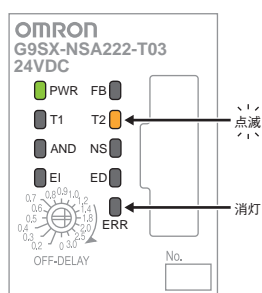 OMRON
G9SX-NSA222-T03
24VDC
PWR FB
T1 T2
点滅
AND NS
EI ED
消灯
ERR
0.7 0.8 0.9 1.0 1.2
0.6 1.4
0.5 1.8
0.4 2.0
0.3 2.5
0.2 0 3.0
OFF-DELAY
No.